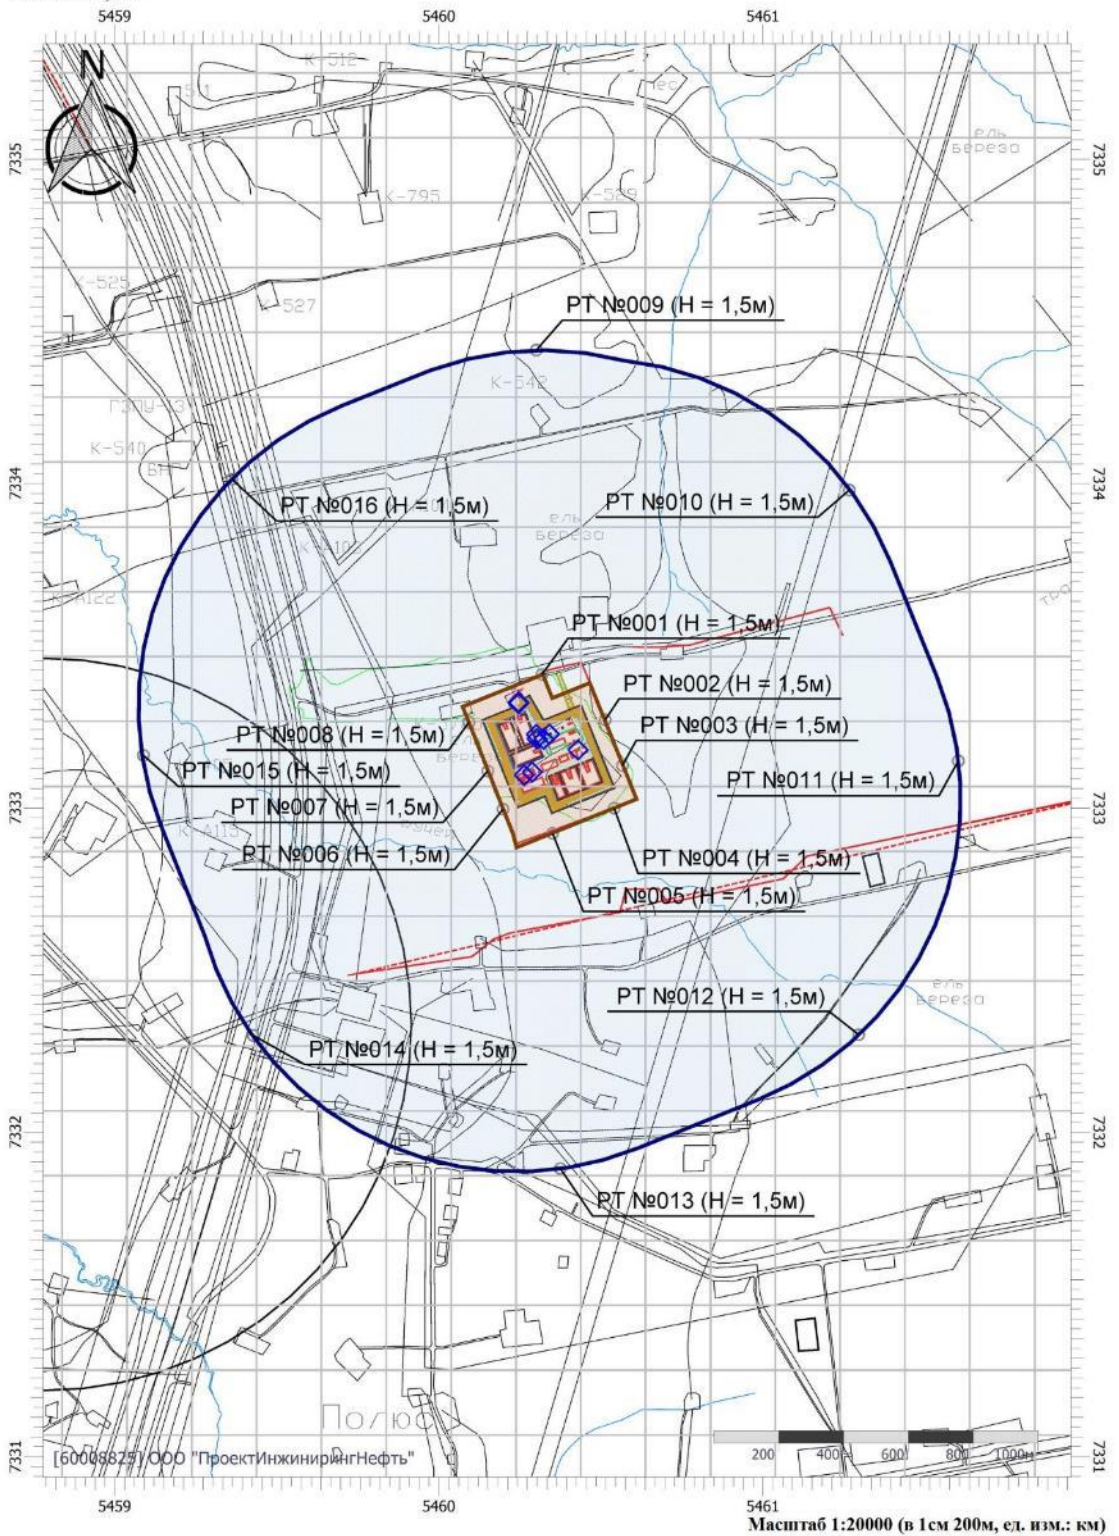 5459 5460 5461
К-512
N
7335 7335
ель
береза
К-795
К-529
К-525
К-527
РТ №009 (Н = 1,5м)
К-542
К-540
7334 7334
РТ №016 (Н = 1,5м)
РТ №010 (Н = 1,5м)
ель
береза
РТ №001 (Н = 1,5м)
РТ №002 (Н = 1,5м)
РТ №003 (Н = 1,5м)
РТ №008 (Н = 1,5м)
РТ №015 (Н = 1,5м)
РТ №011 (Н = 1,5м)
РТ №007 (Н = 1,5м)
7333 7333
РТ №006 (Н = 1,5м)
РТ №004 (Н = 1,5м)
РТ №005 (Н = 1,5м)
ель
береза
РТ №012 (Н = 1,5м)
РТ №014 (Н = 1,5м)
7332 7332
РТ №013 (Н = 1,5м)
Полюс
[60008825] ООО "ПроектИнжинирингНефть"
200 400 600 800 1000м
7331 7331
5459 5460 5461
Масштаб 1:20000 (в 1см 200м, ед. изм.: км)